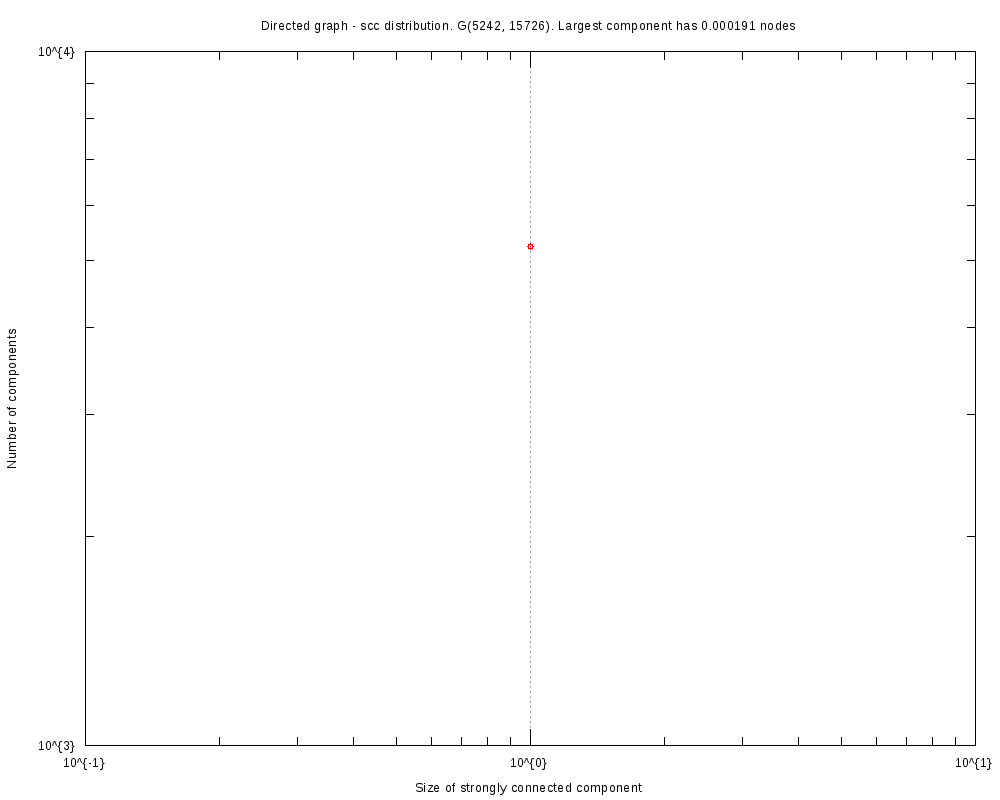 Directed graph - scc distribution. G(5242, 15726). Largest component has 0.000191 nodes
10^{4}
Number of components
10^{3}
10^{-1}
10^{0}
10^{1}
Size of strongly connected component